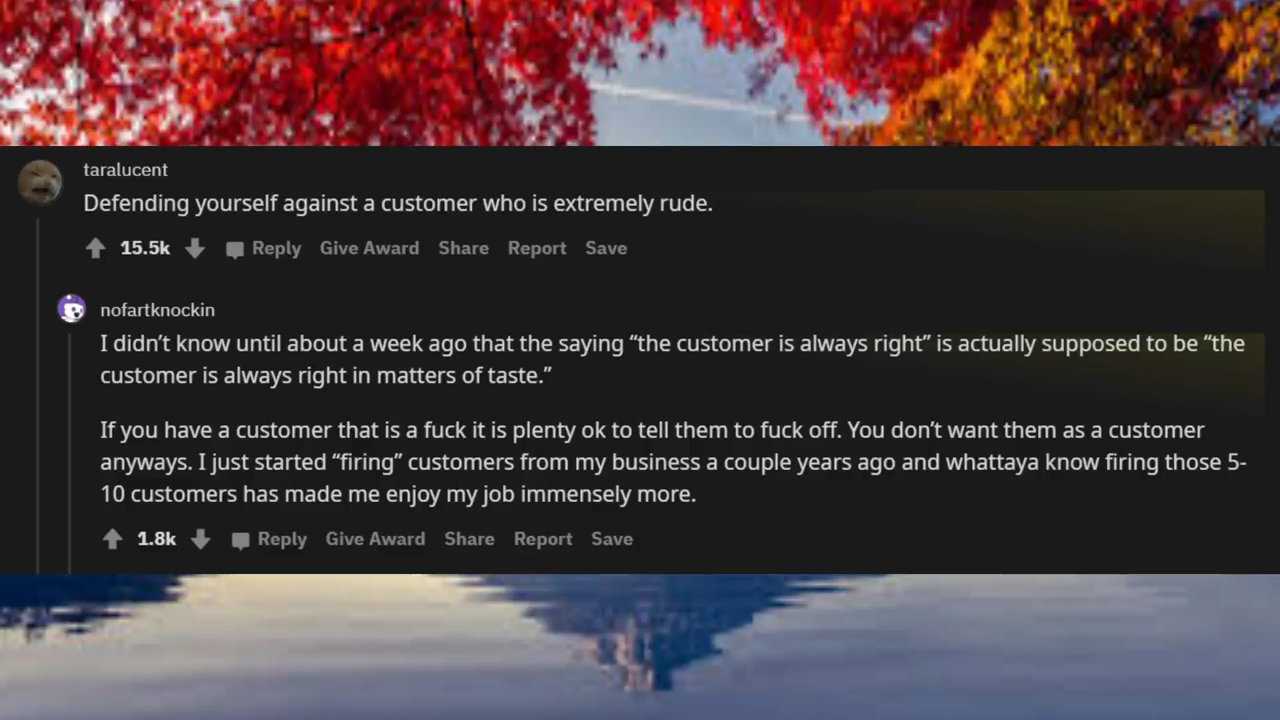 taralucent
Defending yourself against a customer who is extremely rude.
15.5k Reply Give Award Share Report Save
nofartknockin
I didn’t know until about a week ago that the saying “the customer is always right” is actually supposed to be “the
customer is always right in matters of taste.”
If you have a customer that is a fuck it is plenty ok to tell them to fuck off. You don’t want them as a customer
anyways. I just started “firing” customers from my business a couple years ago and whattaya know firing those 5-
10 customers has made me enjoy my job immensely more.
1.8k Reply Give Award Share Report Save